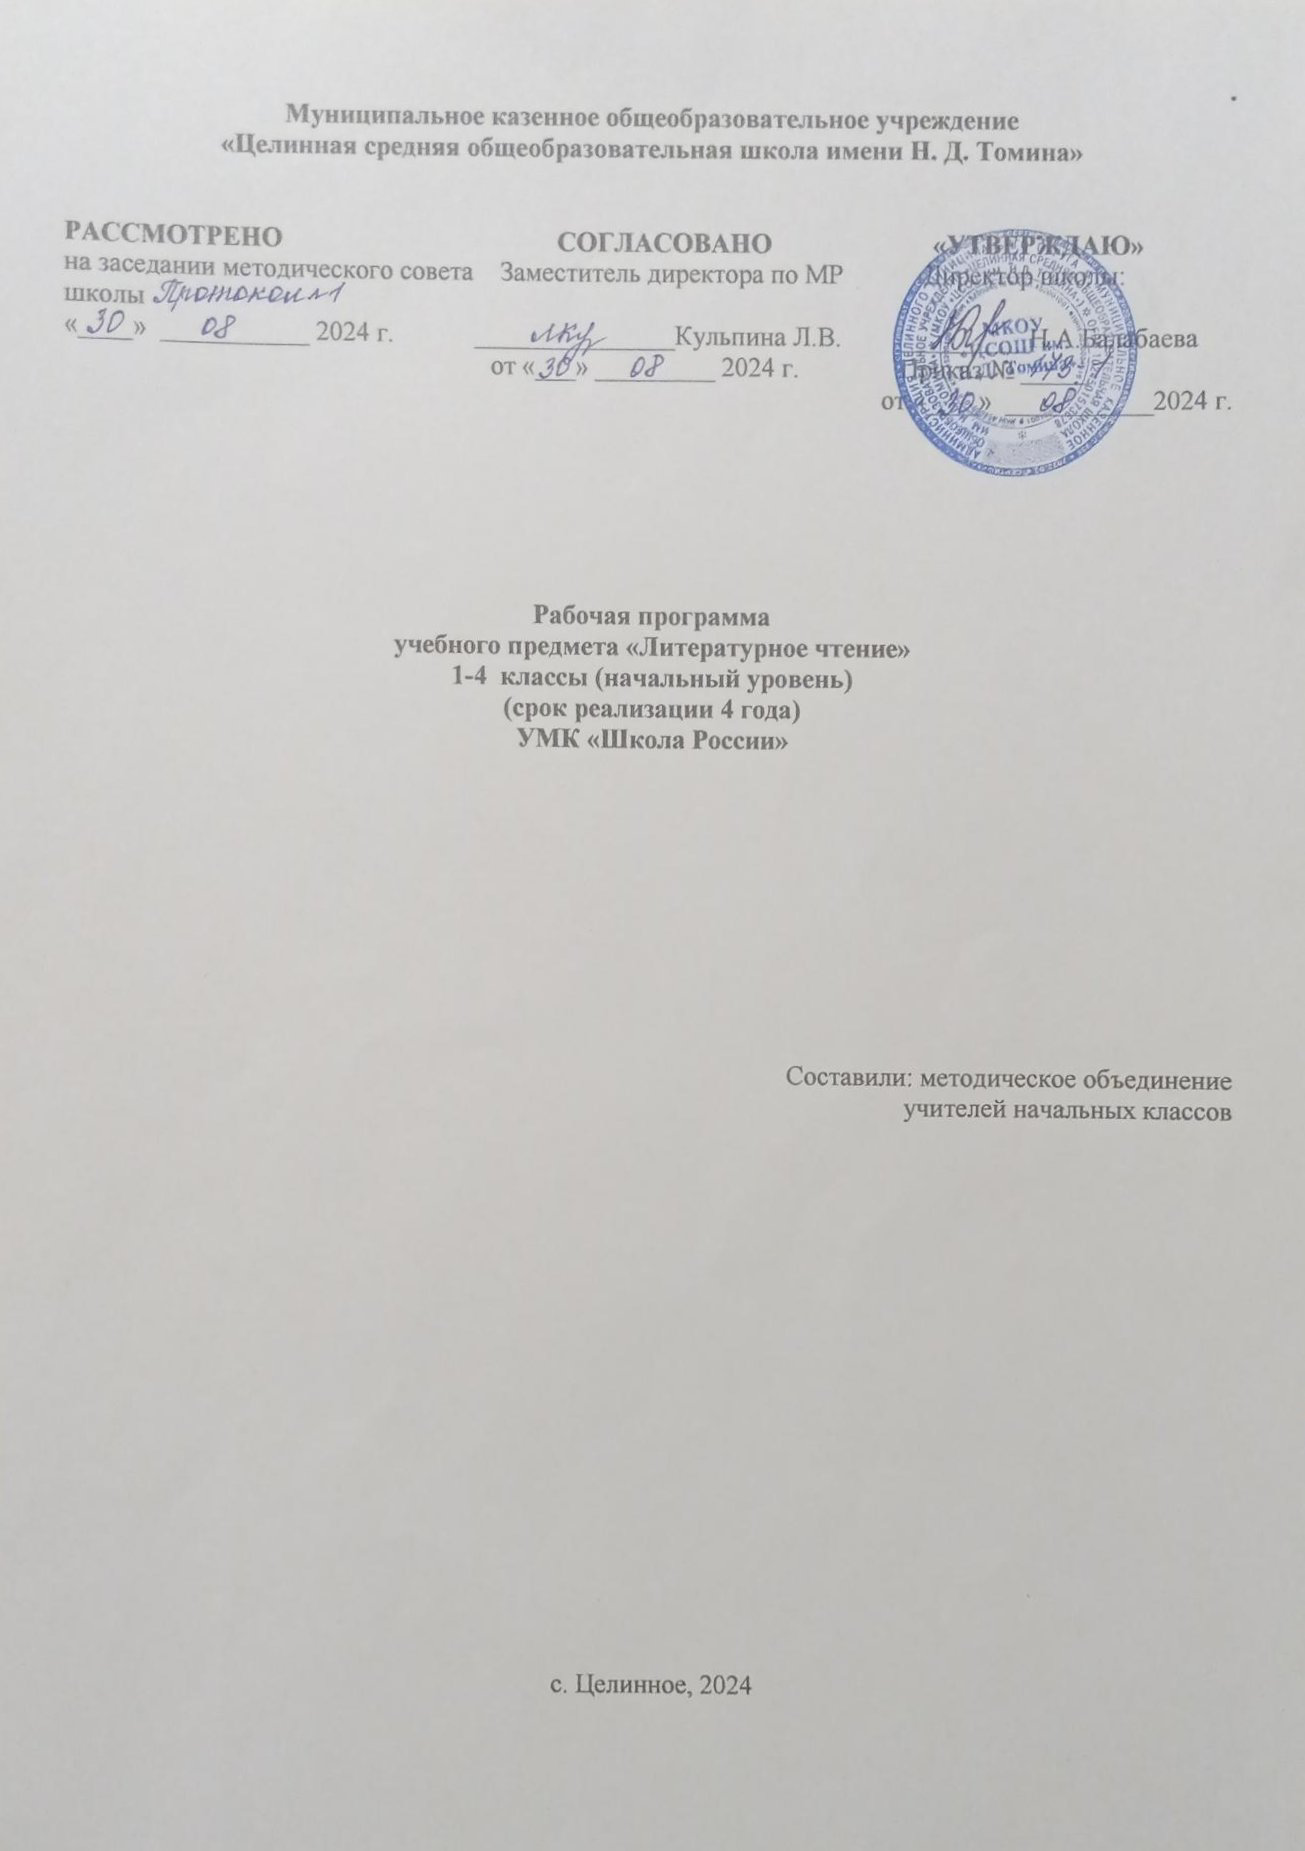 Муниципальное казенное общеобразовательное учреждение
«Целинная средняя общеобразовательная школа имени Н. Д. Томина»
РАССМОТРЕНО
на заседании методического совета
школы Протокол №1
«30» 08 2024 г.
СОГЛАСОВАНО
Заместитель директора по МР
Кульпина Л.В.
от «30» 08 2024 г.
«УТВЕРЖДАЮ»
Директор школы:
Н.А Балабаева
Приказ №
от «30» 08 2024 г.
МКОУ
Рабочая программа
учебного предмета «Литературное чтение»
1-4 классы (начальный уровень)
(срок реализации 4 года)
УМК «Школа России»
Составили: методическое объединение
учителей начальных классов
с. Целинное, 2024